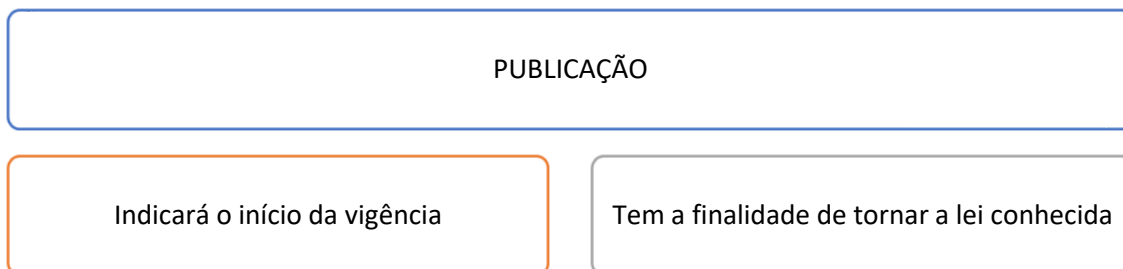 PUBLICAÇÃO
Indicará o início da vigência
Tem a finalidade de tornar a lei conhecida